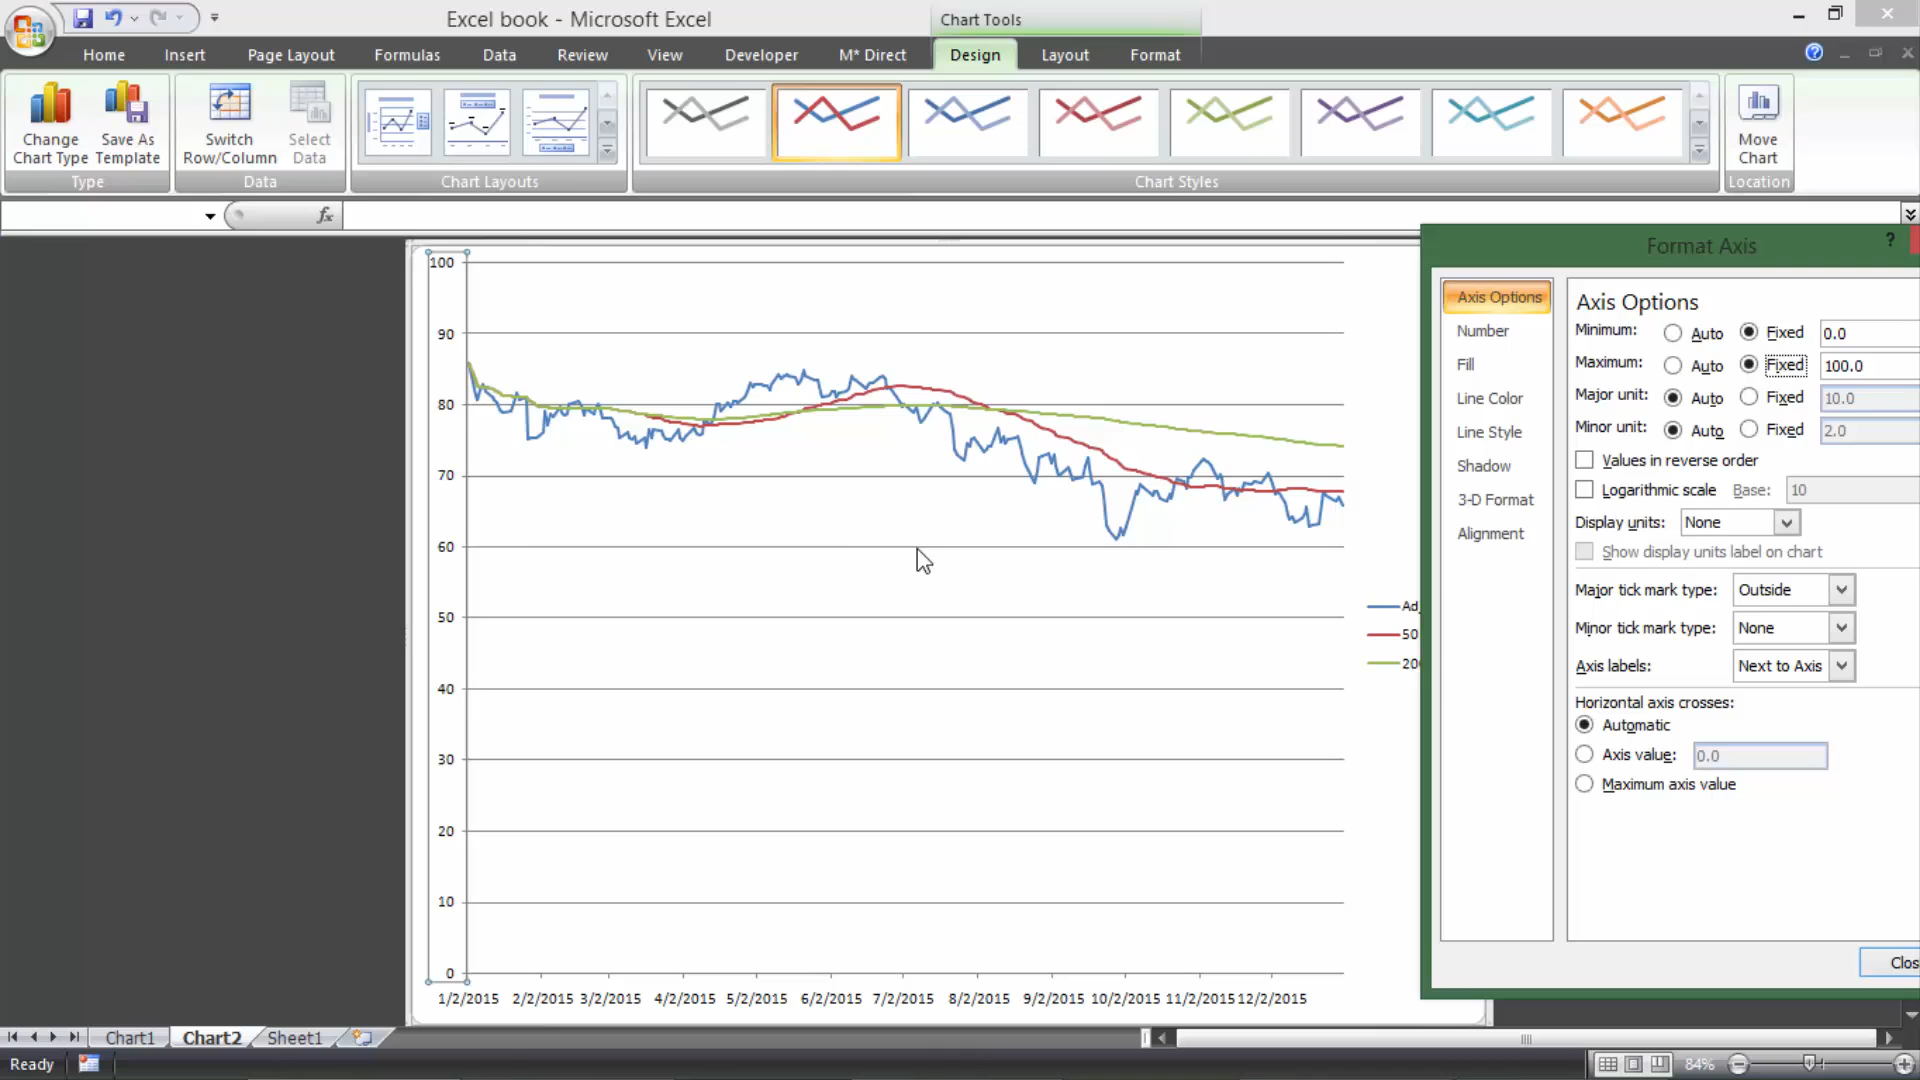 Excel book - Microsoft Excel
Chart Tools
Home Insert Page Layout Formulas Data Review View Developer M* Direct Design Layout Format
Change Chart Type
Save As Template
Switch Row/Column
Select Data
Move Chart
Type Data Chart Layouts Chart Styles Location
fx
Format Axis ?
100
90
80
70
60
50
40
30
20
10
0
1/2/2015 2/2/2015 3/2/2015 4/2/2015 5/2/2015 6/2/2015 7/2/2015 8/2/2015 9/2/2015 10/2/2015 11/2/2015 12/2/2015
50
Axis Options
Number
Fill
Line Color
Line Style
Shadow
3-D Format
Alignment
Axis Options
Minimum: Auto Fixed 0.0
Maximum: Auto Fixed 100.0
Major unit: Auto Fixed 10.0
Minor unit: Auto Fixed 2.0
Values in reverse order
Logarithmic scale Base: 10
Display units: None
Show display units label on chart
Major tick mark type: Outside
Minor tick mark type: None
Axis labels: Next to Axis
Horizontal axis crosses:
Automatic
Axis value: 0.0
Maximum axis value
Chart1 Chart2 Sheet1
Ready 84%